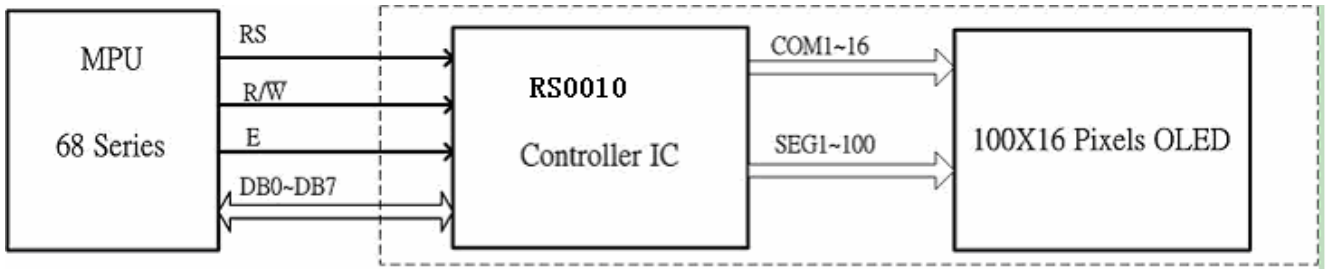 MPU
68 Series
RS
R/W̅
E
DB0~DB7
RS0010
Controller IC
COM1~16
SEG1~100
100X16 Pixels OLED